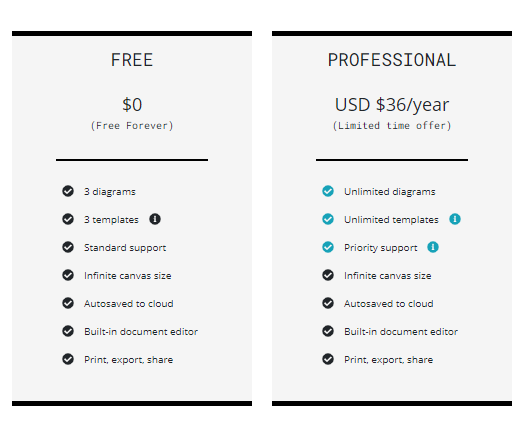 FREE
$0
(Free Forever)
3 diagrams
3 templates
Standard support
Infinite canvas size
Autosaved to cloud
Built-in document editor
Print, export, share
PROFESSIONAL
USD $36/year
(Limited time offer)
Unlimited diagrams
Unlimited templates
Priority support
Infinite canvas size
Autosaved to cloud
Built-in document editor
Print, export, share